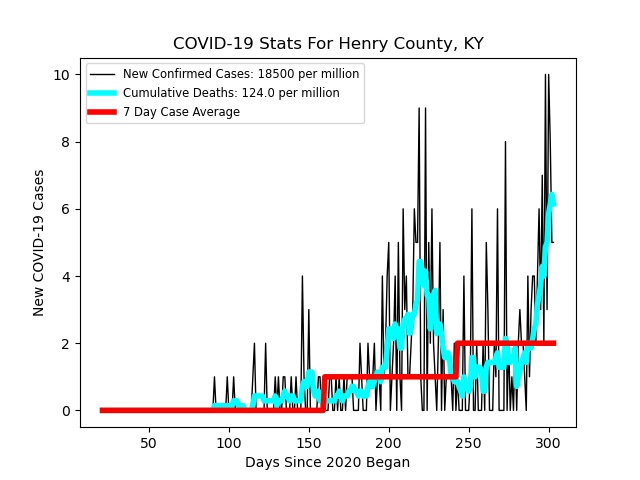 COVID-19 Stats For Henry County, KY
New Confirmed Cases: 18500 per million
Cumulative Deaths: 124.0 per million
7 Day Case Average
New COVID-19 Cases
10
8
6
4
2
0
50 100 150 200 250 300
Days Since 2020 Began